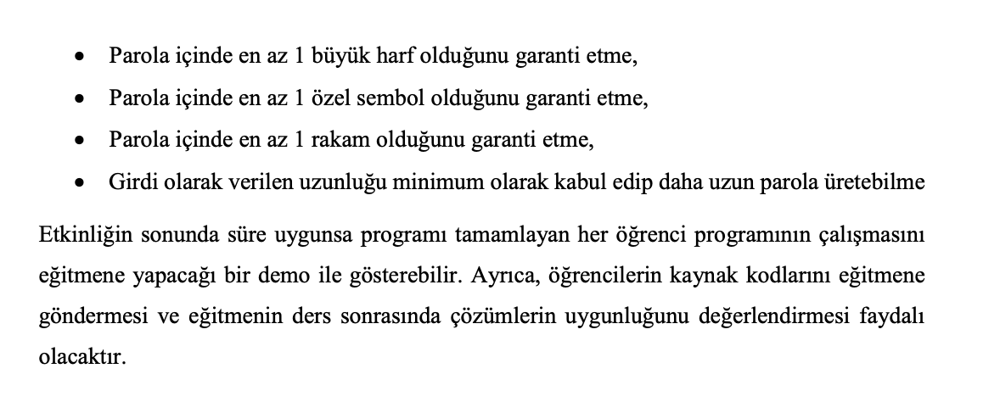 • Parola içinde en az 1 büyük harf olduğunu garanti etme,
• Parola içinde en az 1 özel sembol olduğunu garanti etme,
• Parola içinde en az 1 rakam olduğunu garanti etme,
• Girdi olarak verilen uzunluğu minimum olarak kabul edip daha uzun parola üretebilme
Etkinliğin sonunda süre uygunsa programı tamamlayan her öğrenci programının çalışmasını
eğitmene yapacağı bir demo ile gösterebilir. Ayrıca, öğrencilerin kaynak kodlarını eğitmene
göndermesi ve eğitmenin ders sonrasında çözümlerin uygunluğunu değerlendirmesi faydalı
olacaktır.